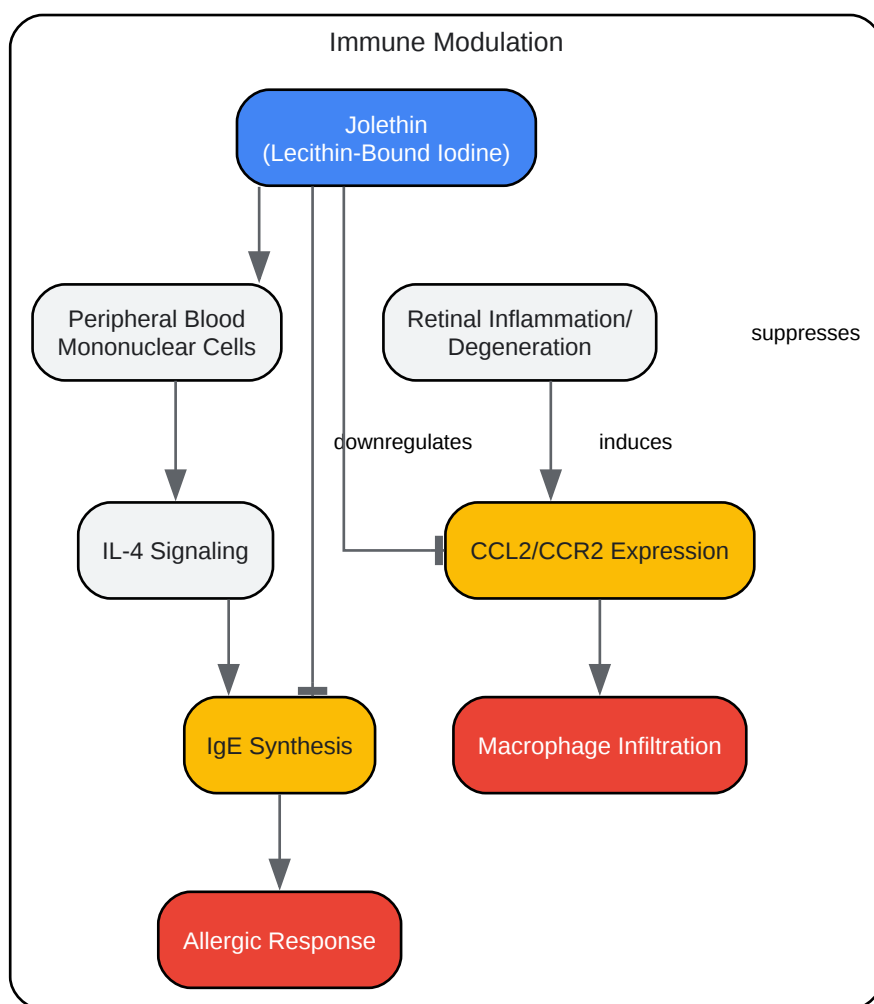 Immune Modulation
Jolethin
(Lecithin-Bound Iodine)
Peripheral Blood
Mononuclear Cells
Retinal Inflammation/
Degeneration
suppresses
downregulates
induces
IL-4 Signaling
CCL2/CCR2 Expression
IgE Synthesis
Macrophage Infiltration
Allergic Response